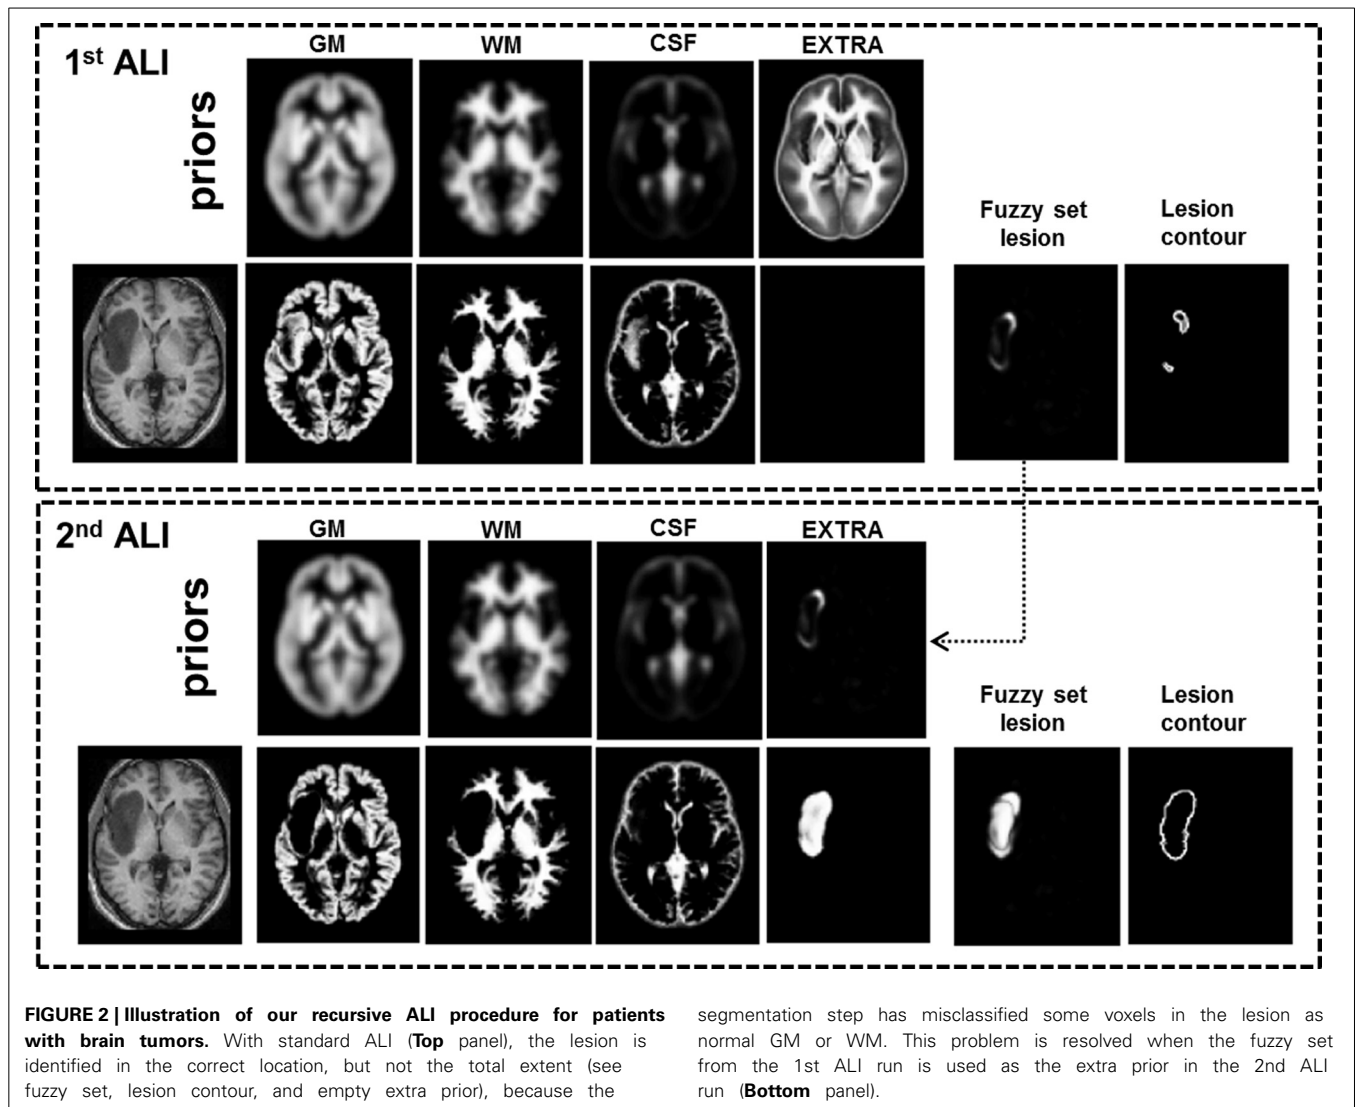 1st ALI
GM WM CSF EXTRA
priors
Fuzzy set lesion
Lesion contour
2nd ALI
GM WM CSF EXTRA
priors
Fuzzy set lesion
Lesion contour
FIGURE 2 | Illustration of our recursive ALI procedure for patients
with brain tumors. With standard ALI (Top panel), the lesion is
identified in the correct location, but not the total extent (see
fuzzy set, lesion contour, and empty extra prior), because the
segmentation step has misclassified some voxels in the lesion as
normal GM or WM. This problem is resolved when the fuzzy set
from the 1st ALI run is used as the extra prior in the 2nd ALI
run (Bottom panel).